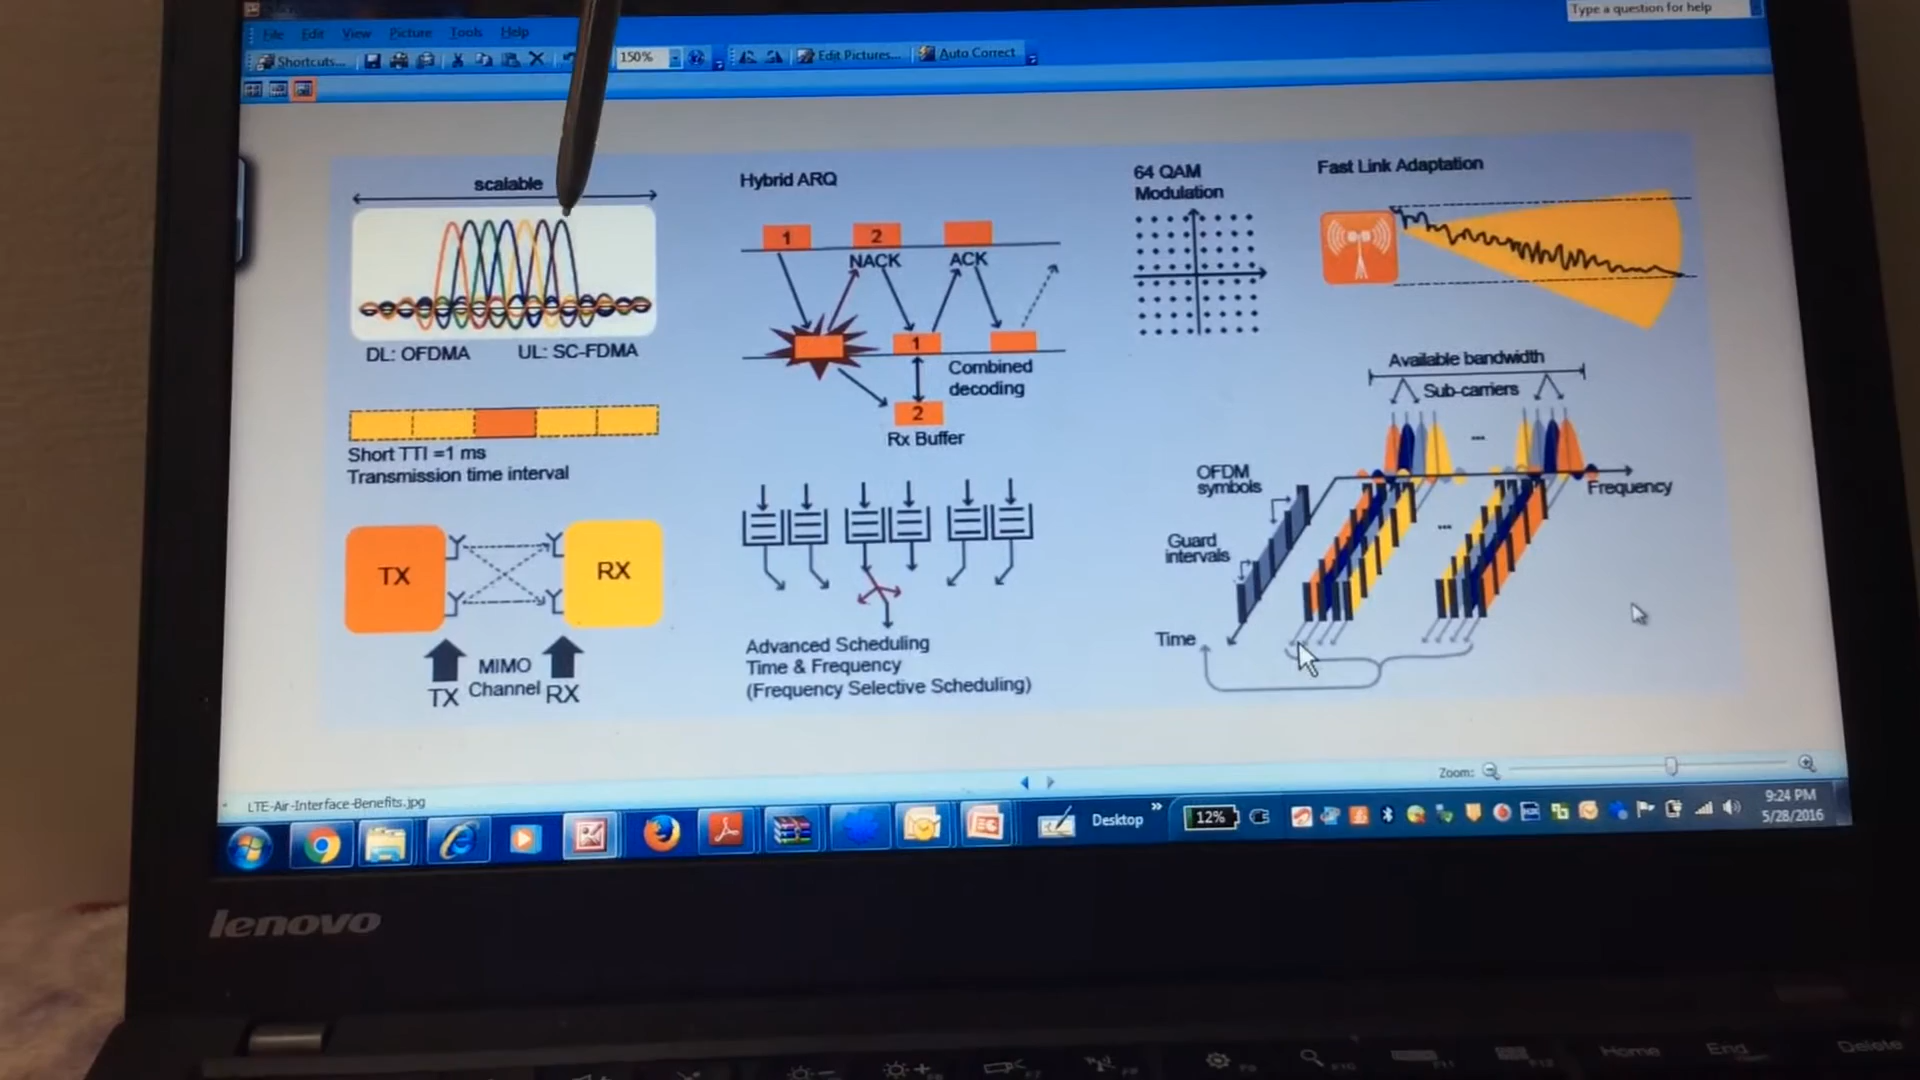 Type a question for help
File Edit View Picture Tools Help
Shortcuts... 150% Edit Pictures... Auto Correct
scalable
DL: OFDMA UL: SC-FDMA
Short TTI =1 ms
Transmission time interval
TX RX
MIMO
Channel
TX RX
Hybrid ARQ
1 2
NACK ACK
1
Combined
decoding
2
Rx Buffer
Advanced Scheduling
Time & Frequency
(Frequency Selective Scheduling)
64 QAM
Modulation
Fast Link Adaptation
Available bandwidth
Sub-carriers
...
OFDM
symbols
Frequency
...
Guard
intervals
Time
Zoom:
LTE-Air-Interface-Benefits.jpg
Desktop » 12% 9:24 PM
5/28/2016
lenovo
Home End Delete